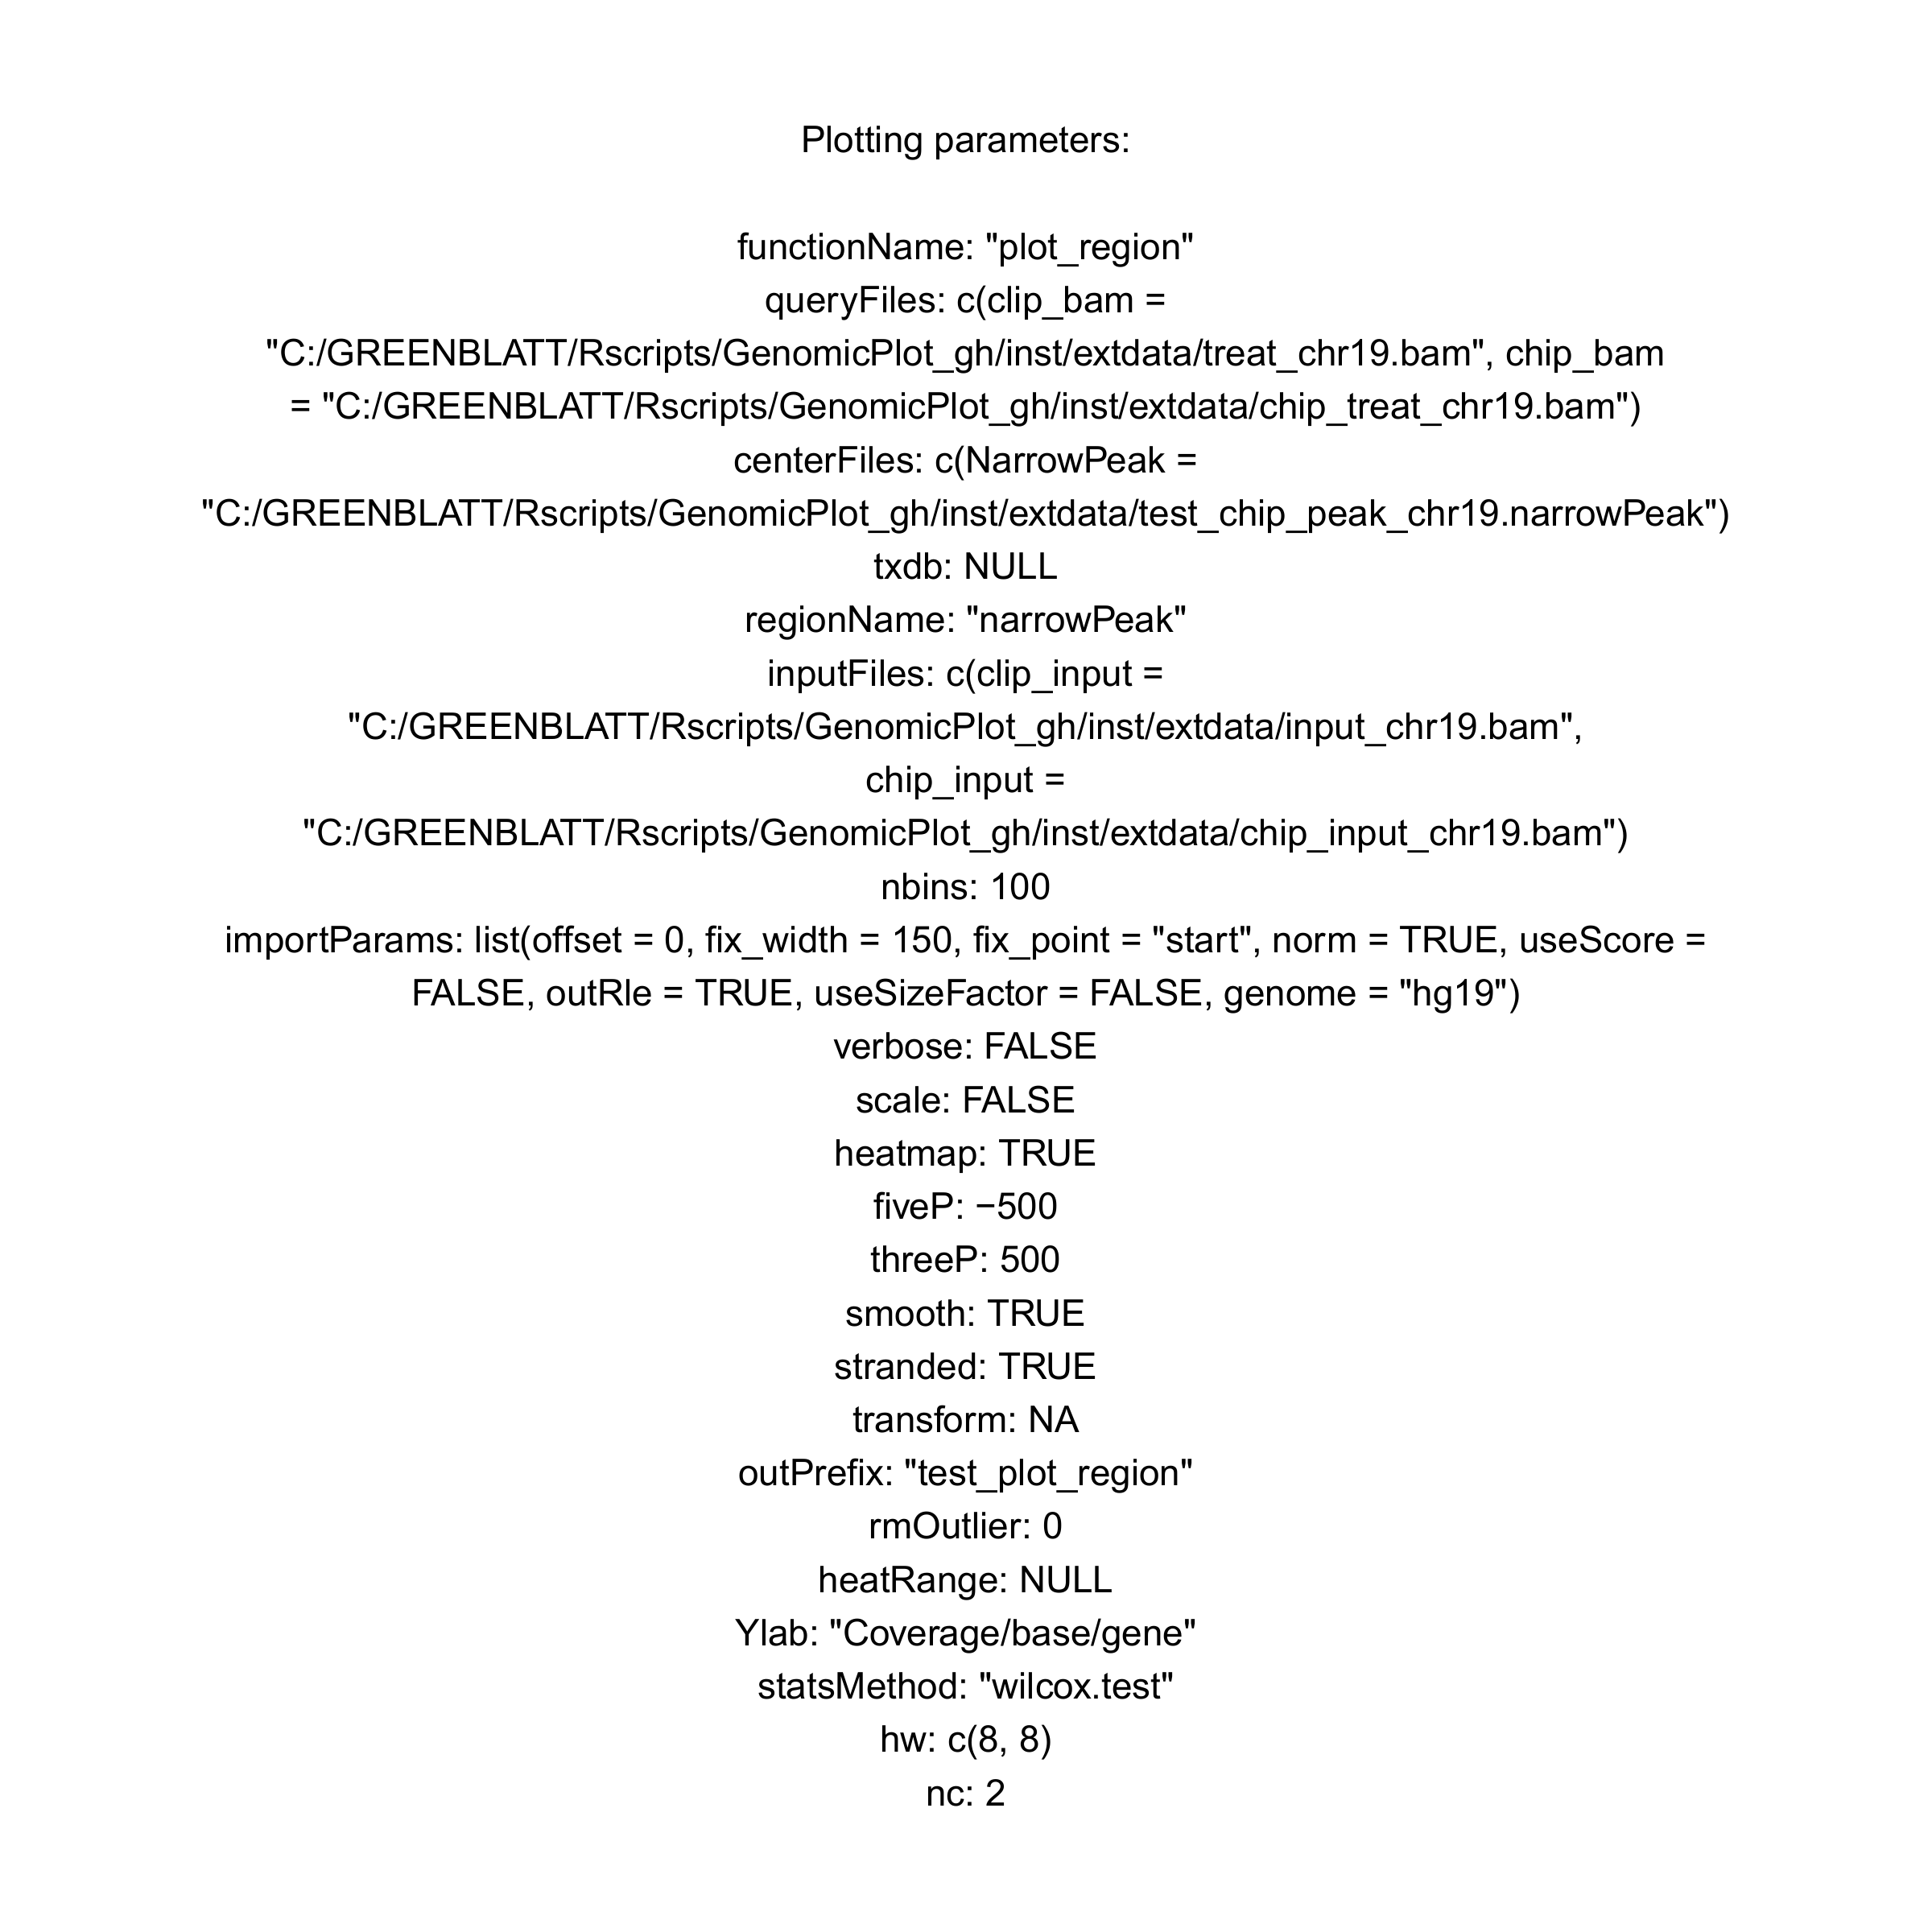 Plotting parameters:
functionName: "plot_region"
queryFiles: c(clip_bam =
"C:/GREENBLATT/Rscripts/GenomicPlot_gh/inst/extdata/treat_chr19.bam", chip_bam
= "C:/GREENBLATT/Rscripts/GenomicPlot_gh/inst/extdata/chip_treat_chr19.bam")
centerFiles: c(NarrowPeak =
"C:/GREENBLATT/Rscripts/GenomicPlot_gh/inst/extdata/test_chip_peak_chr19.narrowPeak")
txdb: NULL
regionName: "narrowPeak"
inputFiles: c(clip_input =
"C:/GREENBLATT/Rscripts/GenomicPlot_gh/inst/extdata/input_chr19.bam",
chip_input =
"C:/GREENBLATT/Rscripts/GenomicPlot_gh/inst/extdata/chip_input_chr19.bam")
nbins: 100
importParams: list(offset = 0, fix_width = 150, fix_point = "start", norm = TRUE, useScore =
FALSE, outRle = TRUE, useSizeFactor = FALSE, genome = "hg19")
verbose: FALSE
scale: FALSE
heatmap: TRUE
fiveP: −500
threeP: 500
smooth: TRUE
stranded: TRUE
transform: NA
outPrefix: "test_plot_region"
rmOutlier: 0
heatRange: NULL
Ylab: "Coverage/base/gene"
statsMethod: "wilcox.test"
hw: c(8, 8)
nc: 2